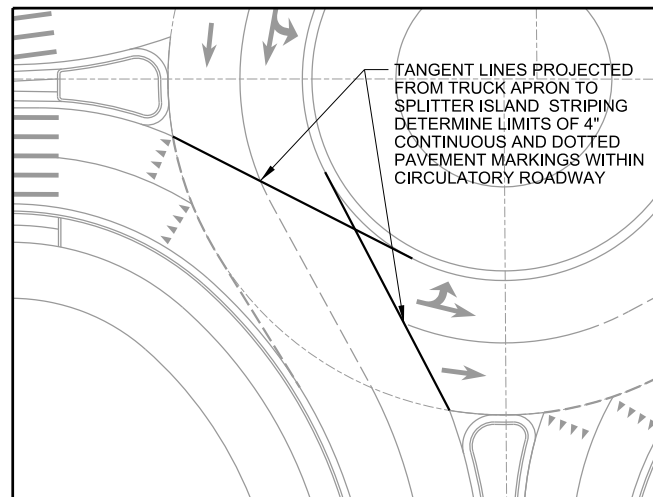 TANGENT LINES PROJECTED
FROM TRUCK APRON TO
SPLITTER ISLAND STRIPING
DETERMINE LIMITS OF 4"
CONTINUOUS AND DOTTED
PAVEMENT MARKINGS WITHIN
CIRCULATORY ROADWAY